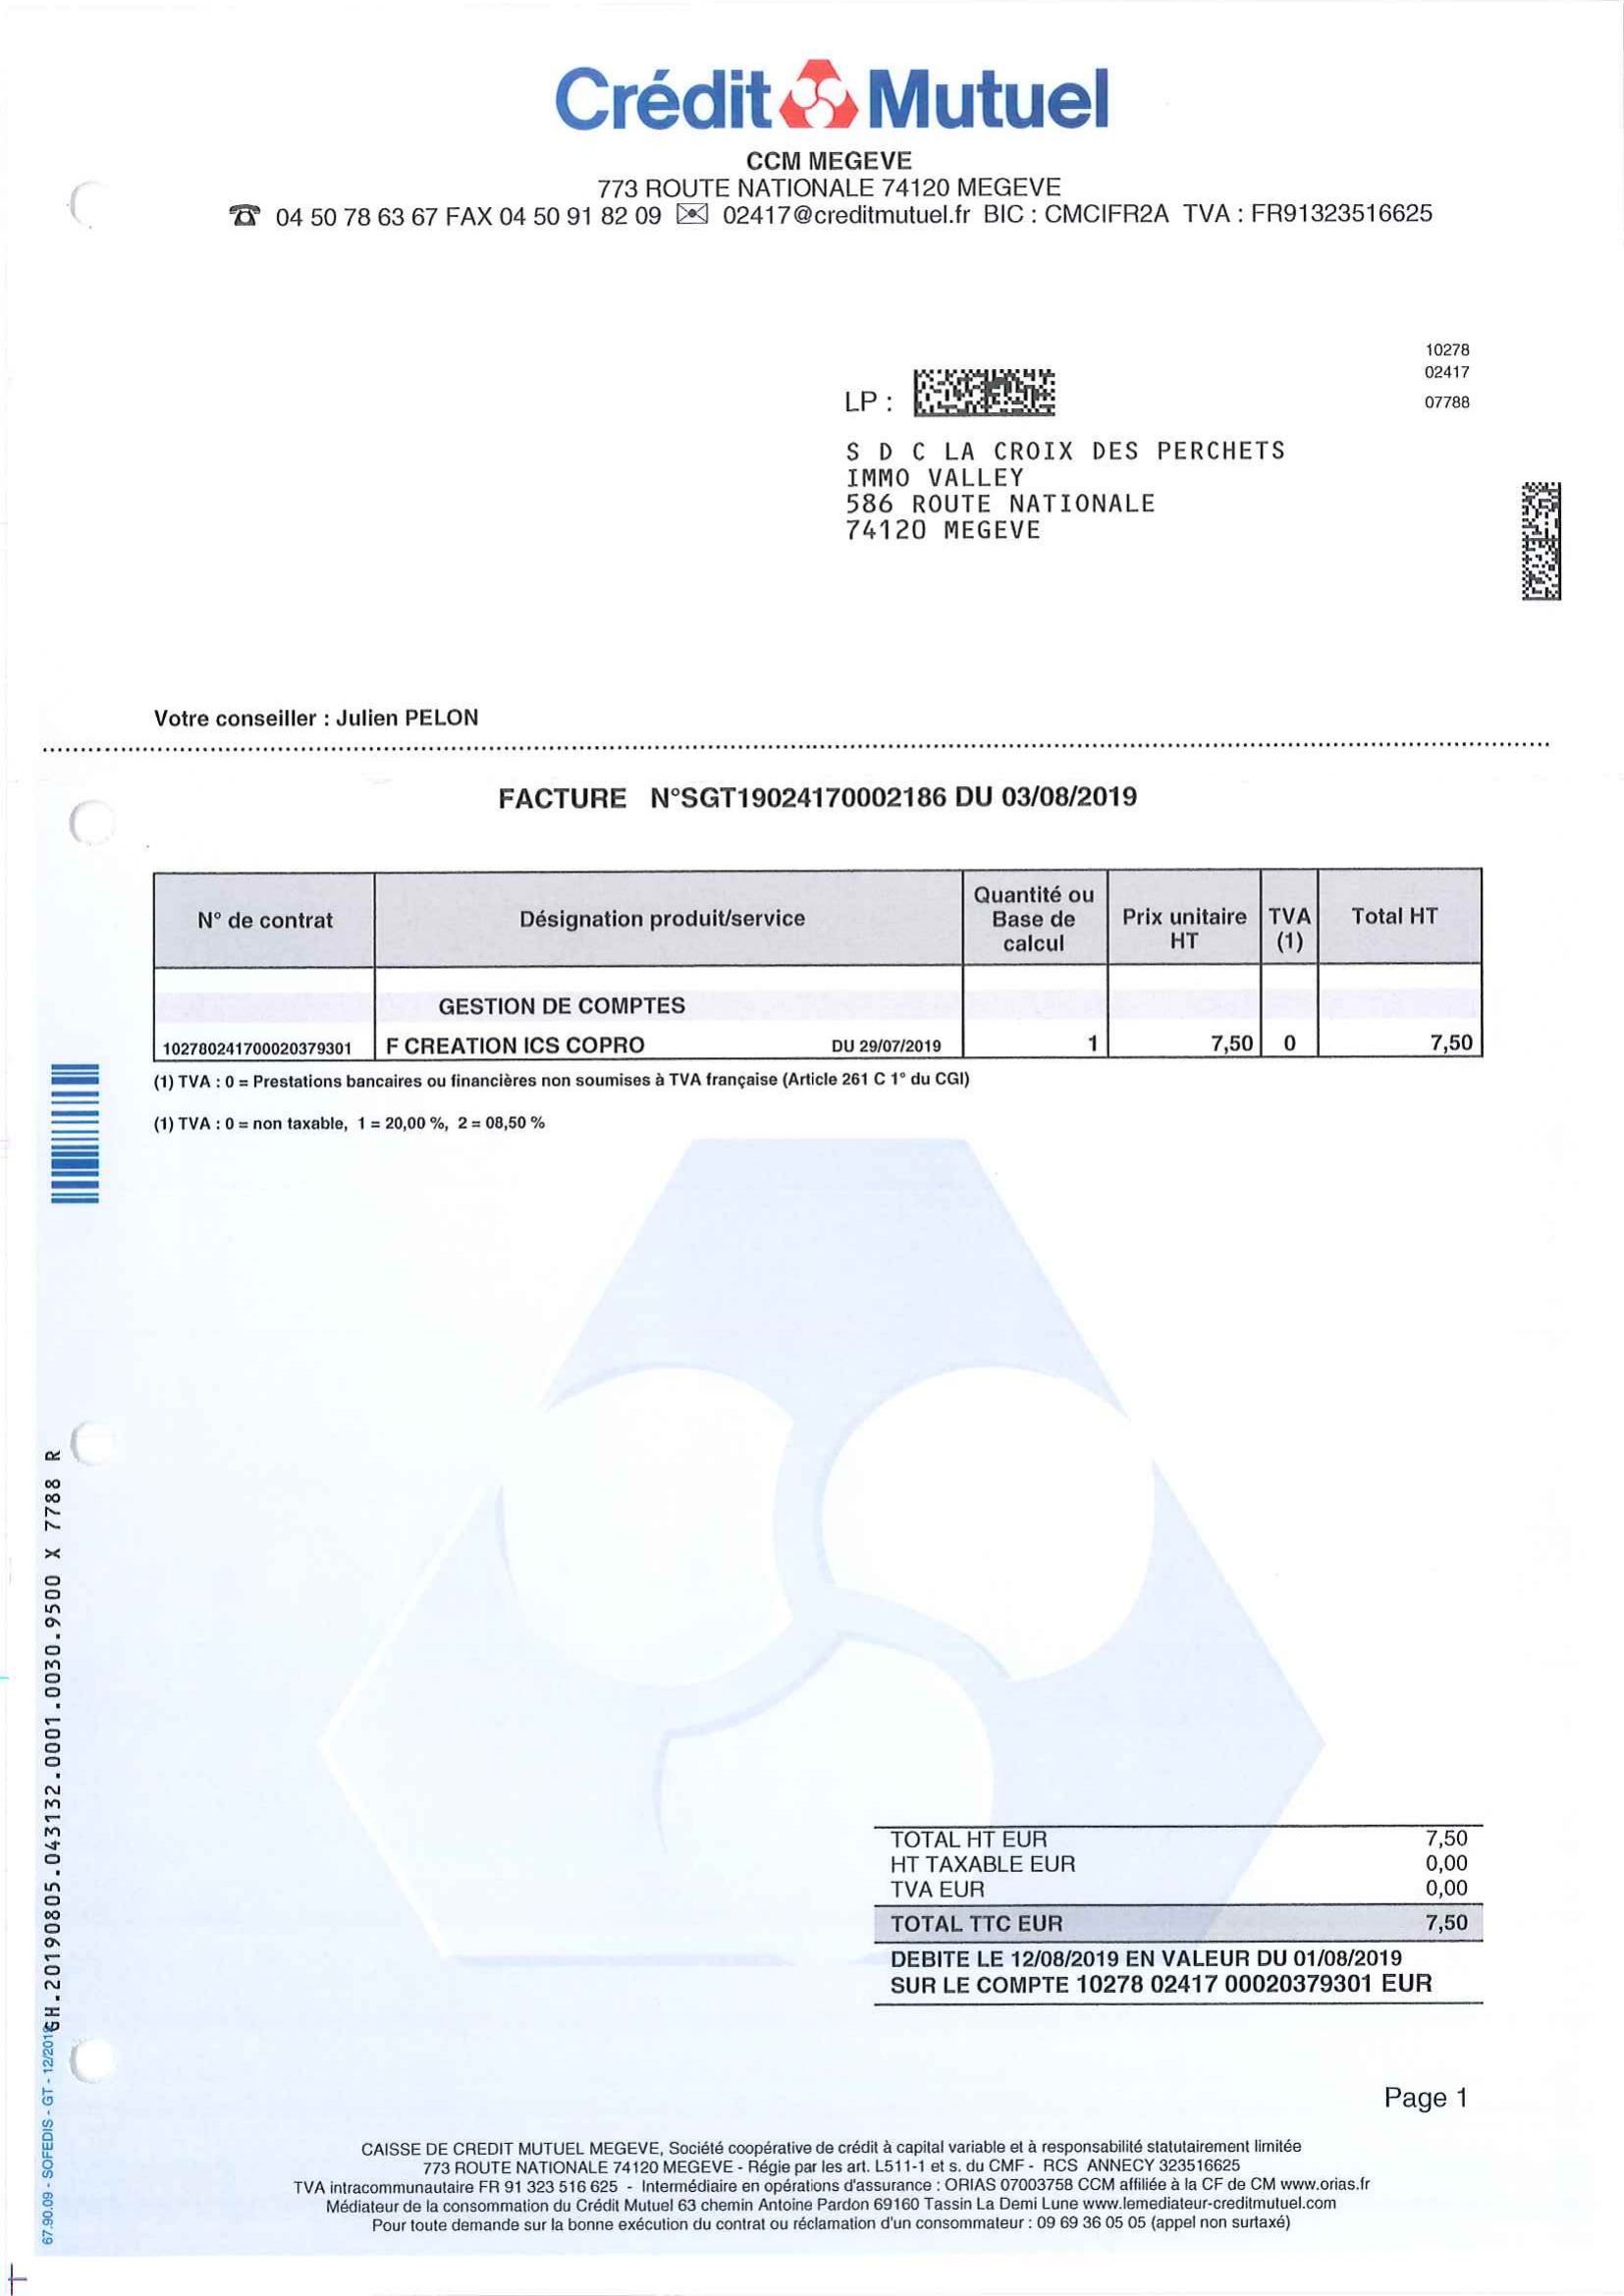 Crédit Mutuel
CCM MEGEVE
773 ROUTE NATIONALE 74120 MEGEVE
04 50 78 63 67 FAX 04 50 91 82 09 02417@creditmutuel.fr BIC : CMCIFR2A TVA : FR91323516625
10278
02417
07788
LP :
S D C LA CROIX DES PERCHETS
IMMO VALLEY
586 ROUTE NATIONALE
74120 MEGEVE
Votre conseiller : Julien PELON
FACTURE N°SGT19024170002186 DU 03/08/2019
N° de contrat Désignation produit/service Quantité ou Base de calcul Prix unitaire HT TVA (1) Total HT
GESTION DE COMPTES
102780241700020379301 F CREATION ICS COPRO DU 29/07/2019 1 7,50 0 7,50
(1) TVA : 0 = Prestations bancaires ou financières non soumises à TVA française (Article 261 C 1° du CGI)
(1) TVA : 0 = non taxable, 1 = 20,00 %, 2 = 08,50 %
TOTAL HT EUR 7,50
HT TAXABLE EUR 0,00
TVA EUR 0,00
TOTAL TTC EUR 7,50
DEBITE LE 12/08/2019 EN VALEUR DU 01/08/2019
SUR LE COMPTE 10278 02417 00020379301 EUR
Page 1
CAISSE DE CREDIT MUTUEL MEGEVE, Société coopérative de crédit à capital variable et à responsabilité statutairement limitée
773 ROUTE NATIONALE 74120 MEGEVE - Régie par les art. L511-1 et s. du CMF - RCS ANNECY 323516625
TVA intracommunautaire FR 91 323 516 625 - Intermédiaire en opérations d'assurance : ORIAS 07003758 CCM affiliée à la CF de CM www.orias.fr
Médiateur de la consommation du Crédit Mutuel 63 chemin Antoine Pardon 69160 Tassin La Demi Lune www.lemediateur-creditmutuel.com
Pour toute demande sur la bonne exécution du contrat ou réclamation d'un consommateur : 09 69 36 05 05 (appel non surtaxé)
GH.20190805.043132.0001.0030.9500 X 7788 R
67.90.09 - SOFEDIS - GT -